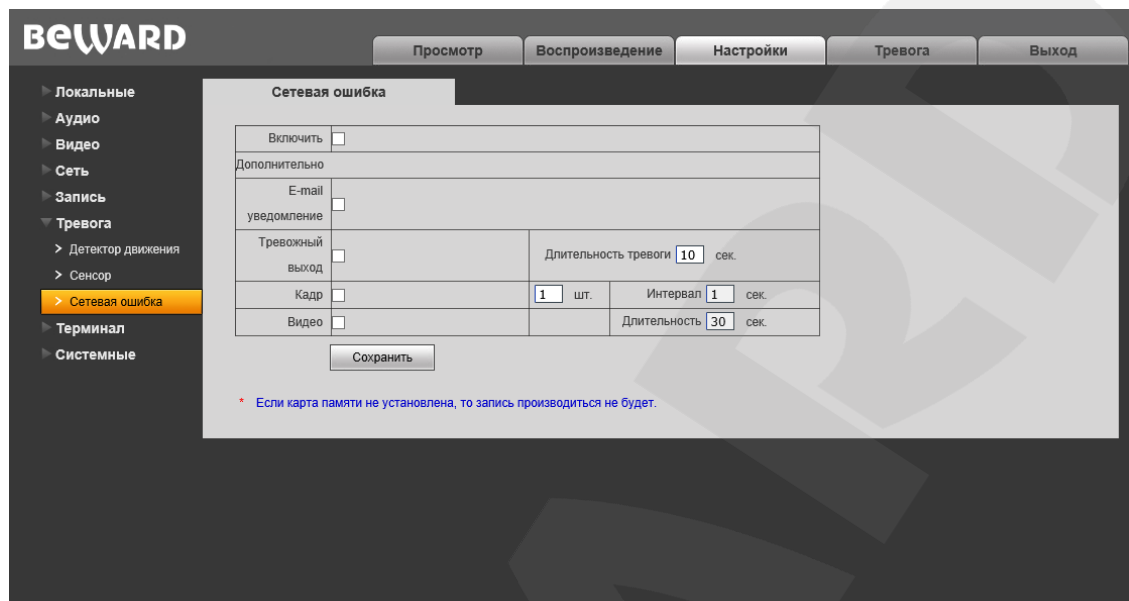 BEWARD
Просмотр
Воспроизведение
Настройки
Тревога
Выход
Локальные
Аудио
Видео
Сеть
Запись
Тревога
Детектор движения
Сенсор
Сетевая ошибка
Терминал
Системные
Сетевая ошибка
Включить
Дополнительно
E-mail
уведомление
Тревожный
выход
Длительность тревоги 10 сек.
Кадр
1 шт.
Интервал 1 сек.
Видео
Длительность 30 сек.
Сохранить
* Если карта памяти не установлена, то запись производиться не будет.